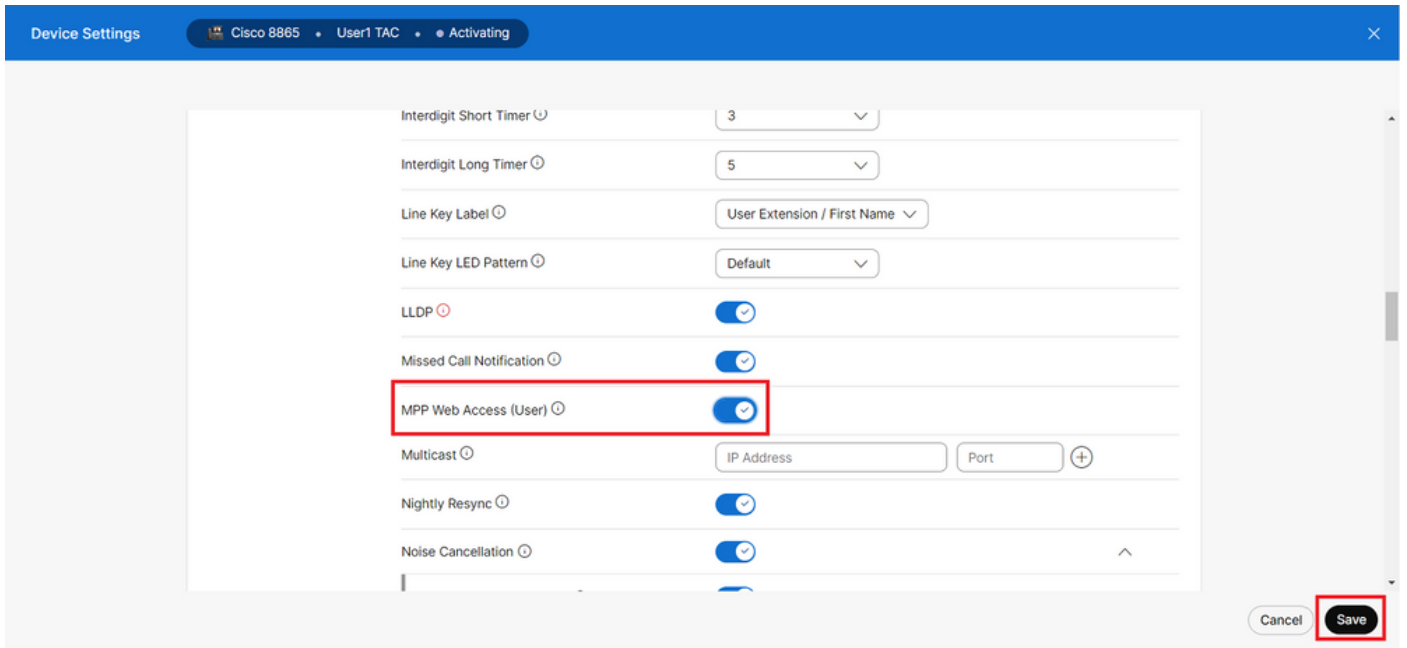 Device Settings
Cisco 8865 • User1 TAC • Activating
Interdigit Short Timer 3
Interdigit Long Timer 5
Line Key Label User Extension / First Name
Line Key LED Pattern Default
LLDP
Missed Call Notification
MPP Web Access (User)
Multicast IP Address Port
Nightly Resync
Noise Cancellation
Cancel Save